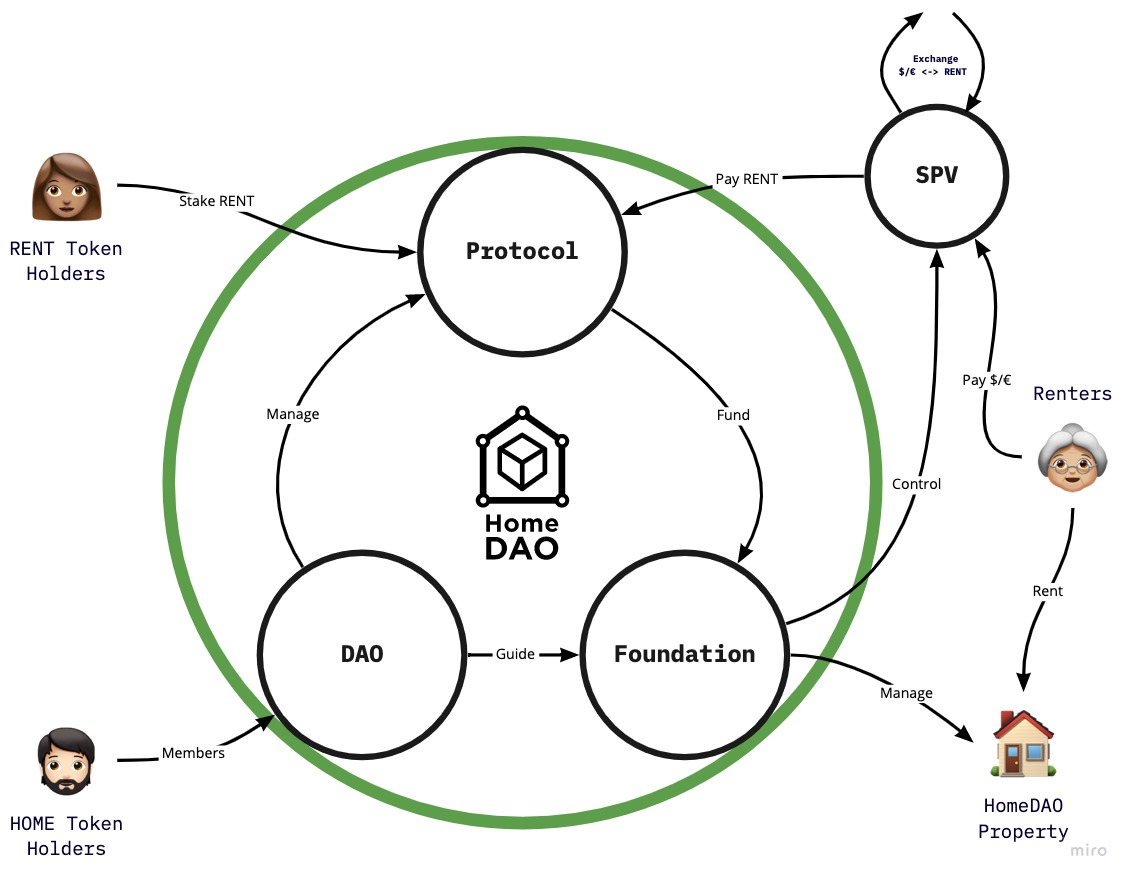 Exchange
$/€ <-> RENT
SPV
Pay RENT
Stake RENT
RENT Token
Holders
Protocol
Manage
Fund
Pay $/€
Renters
Control
Home
DAO
Rent
DAO
Guide
Foundation
Manage
Members
HOME Token
Holders
HomeDAO
Property
miro